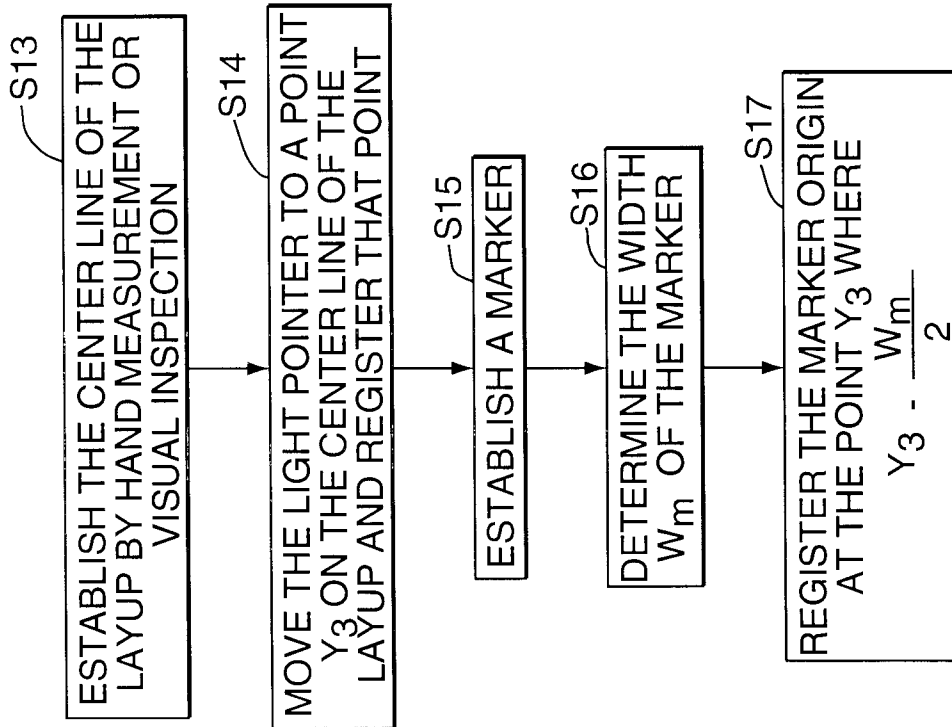 S13
ESTABLISH THE CENTER LINE OF THE
LAYUP BY HAND MEASUREMENT OR
VISUAL INSPECTION
S14
MOVE THE LIGHT POINTER TO A POINT
Y3 ON THE CENTER LINE OF THE
LAYUP AND REGISTER THAT POINT
S15
ESTABLISH A MARKER
S16
DETERMINE THE WIDTH
Wm OF THE MARKER
S17
REGISTER THE MARKER ORIGIN
AT THE POINT Y3 WHERE
Y3 - Wm
2